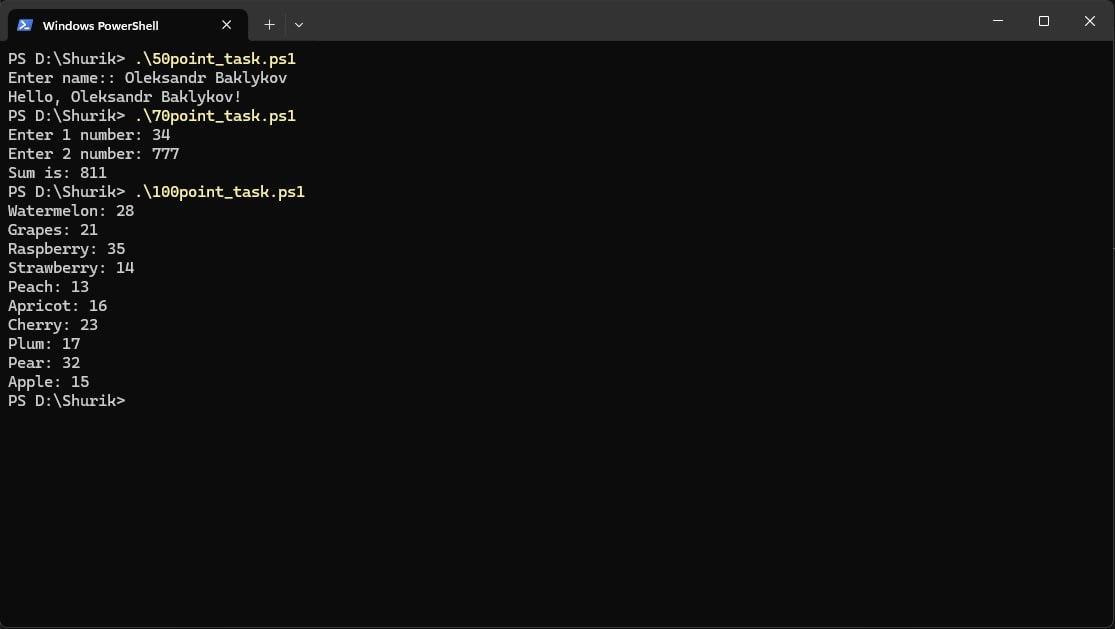 Windows PowerShell
PS D:\Shurik> .\50point_task.ps1
Enter name:: Oleksandr Baklykov
Hello, Oleksandr Baklykov!
PS D:\Shurik> .\70point_task.ps1
Enter 1 number: 34
Enter 2 number: 777
Sum is: 811
PS D:\Shurik> .\100point_task.ps1
Watermelon: 28
Grapes: 21
Raspberry: 35
Strawberry: 14
Peach: 13
Apricot: 16
Cherry: 23
Plum: 17
Pear: 32
Apple: 15
PS D:\Shurik>